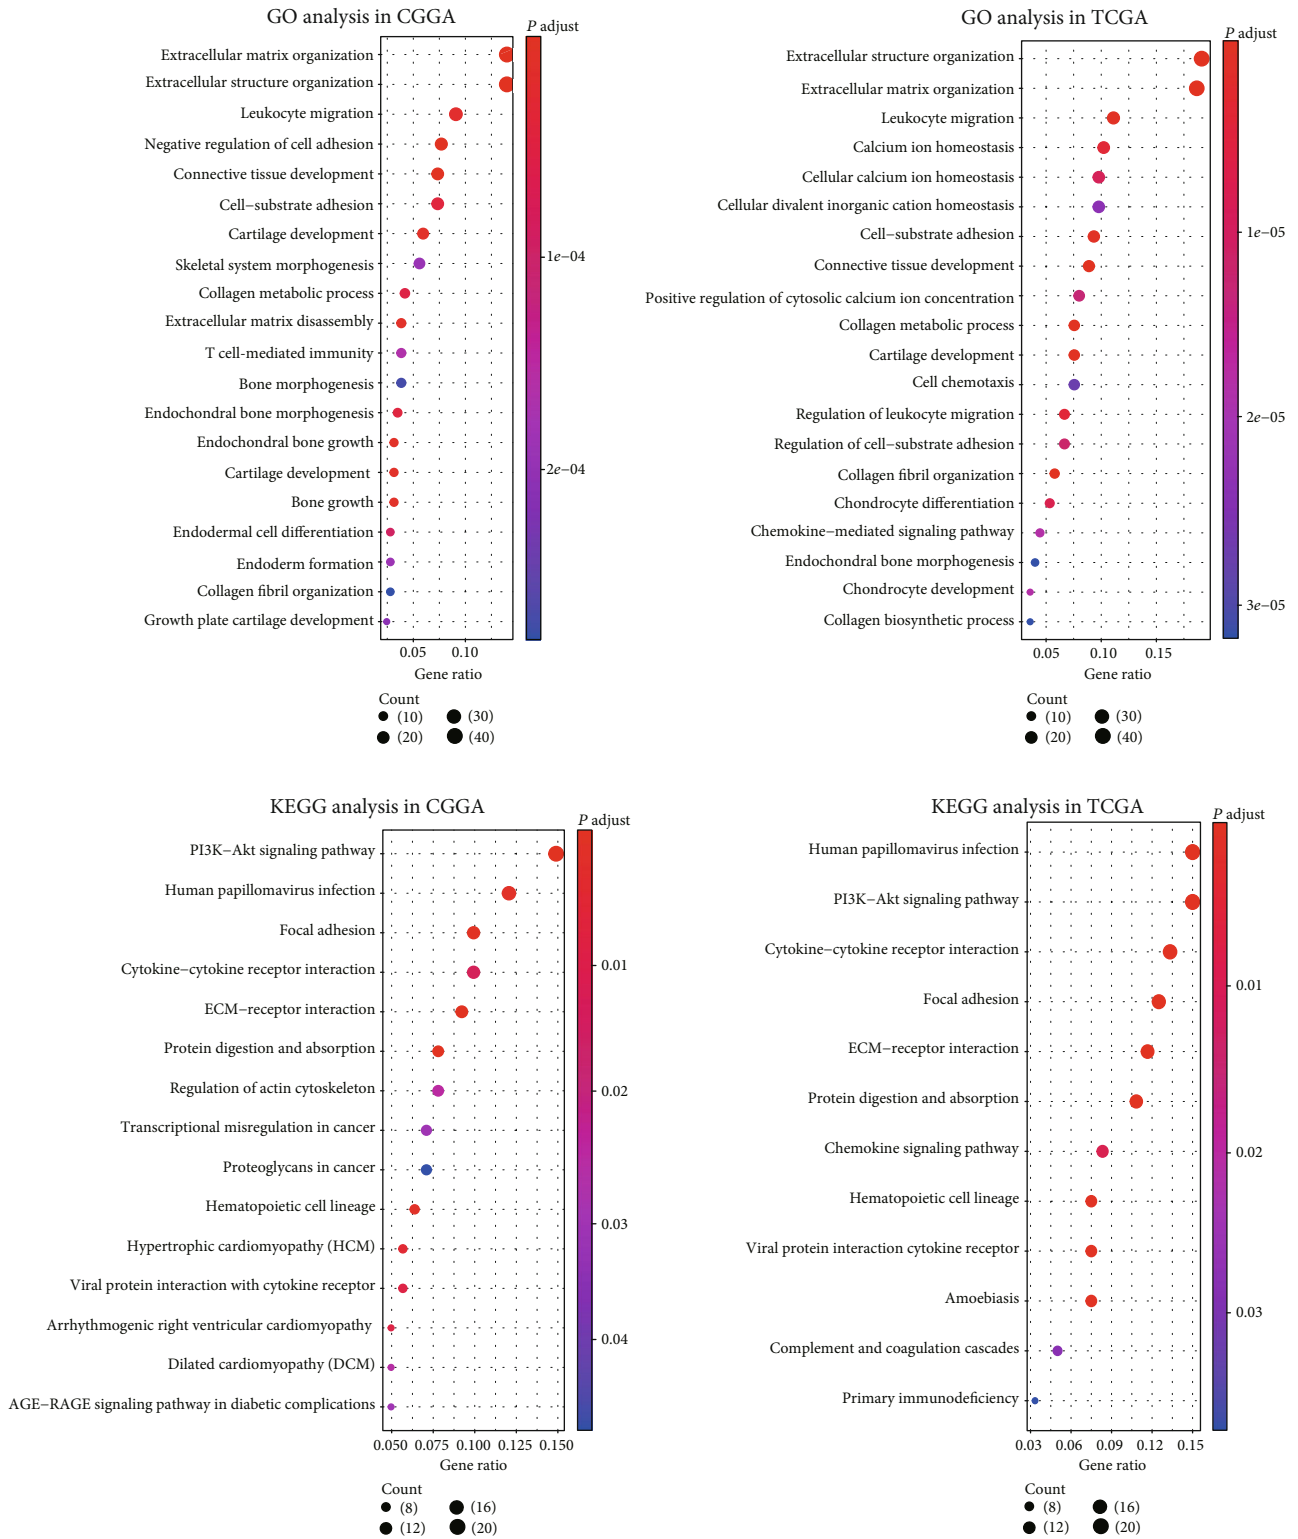 GO analysis in CGGA
P adjust
Extracellular matrix organization
Extracellular structure organization
Leukocyte migration
Negative regulation of cell adhesion
Connective tissue development
Cell−substrate adhesion
Cartilage development
Skeletal system morphogenesis
Collagen metabolic process
Extracellular matrix disassembly
T cell-mediated immunity
Bone morphogenesis
Endochondral bone morphogenesis
Endochondral bone growth
Cartilage development
Bone growth
Endodermal cell differentiation
Endoderm formation
Collagen fibril organization
Growth plate cartilage development
1e−04
2e−04
0.05 0.10
Gene ratio
Count
(10) (30)
(20) (40)
GO analysis in TCGA
P adjust
Extracellular structure organization
Extracellular matrix organization
Leukocyte migration
Calcium ion homeostasis
Cellular calcium ion homeostasis
Cellular divalent inorganic cation homeostasis
Cell−substrate adhesion
Connective tissue development
Positive regulation of cytosolic calcium ion concentration
Collagen metabolic process
Cartilage development
Cell chemotaxis
Regulation of leukocyte migration
Regulation of cell−substrate adhesion
Collagen fibril organization
Chondrocyte differentiation
Chemokine−mediated signaling pathway
Endochondral bone morphogenesis
Chondrocyte development
Collagen biosynthetic process
1e−05
2e−05
3e−05
0.05 0.10 0.15
Gene ratio
Count
(10) (30)
(20) (40)
KEGG analysis in CGGA
P adjust
PI3K−Akt signaling pathway
Human papillomavirus infection
Focal adhesion
Cytokine−cytokine receptor interaction
ECM−receptor interaction
Protein digestion and absorption
Regulation of actin cytoskeleton
Transcriptional misregulation in cancer
Proteoglycans in cancer
Hematopoietic cell lineage
Hypertrophic cardiomyopathy (HCM)
Viral protein interaction with cytokine receptor
Arrhythmogenic right ventricular cardiomyopathy
Dilated cardiomyopathy (DCM)
AGE−RAGE signaling pathway in diabetic complications
0.01
0.02
0.03
0.04
0.050 0.075 0.100 0.125 0.150
Gene ratio
Count
(8) (16)
(12) (20)
KEGG analysis in TCGA
P adjust
Human papillomavirus infection
PI3K−Akt signaling pathway
Cytokine−cytokine receptor interaction
Focal adhesion
ECM−receptor interaction
Protein digestion and absorption
Chemokine signaling pathway
Hematopoietic cell lineage
Viral protein interaction cytokine receptor
Amoebiasis
Complement and coagulation cascades
Primary immunodeficiency
0.01
0.02
0.03
0.03 0.06 0.09 0.12 0.15
Gene ratio
Count
(8) (16)
(12) (20)